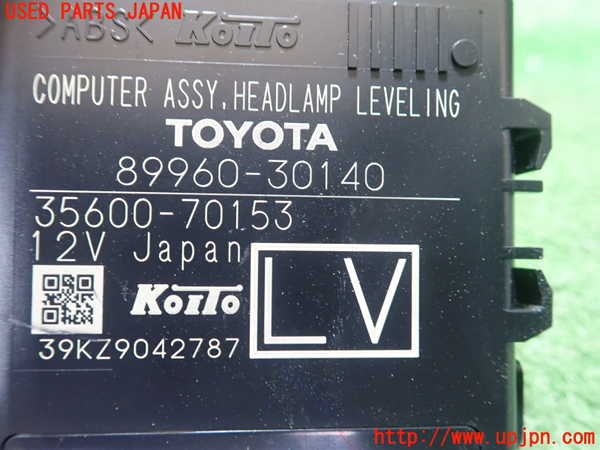 USED PARTS JAPAN
>ABS< KOITO
COMPUTER ASSY,HEADLAMP LEVELING
TOYOTA
89960-30140
35600-70153
12V Japan
KOITO
LV
39KZ9042787
http://www.upjpn.com